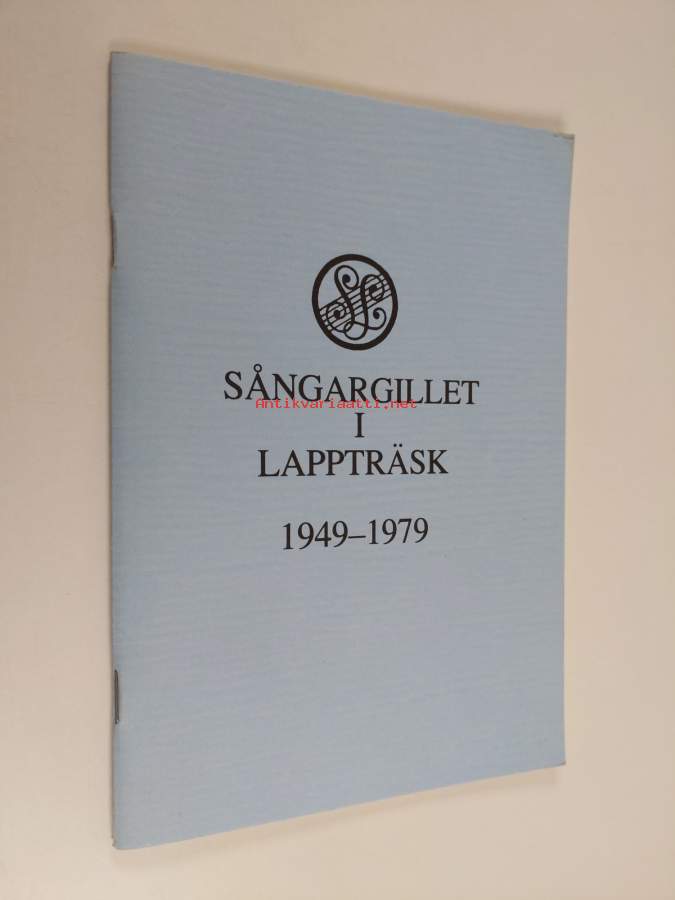 SÅNGARGILLET
Antikvariaatti.net
I
LAPPTRÄSK
1949–1979